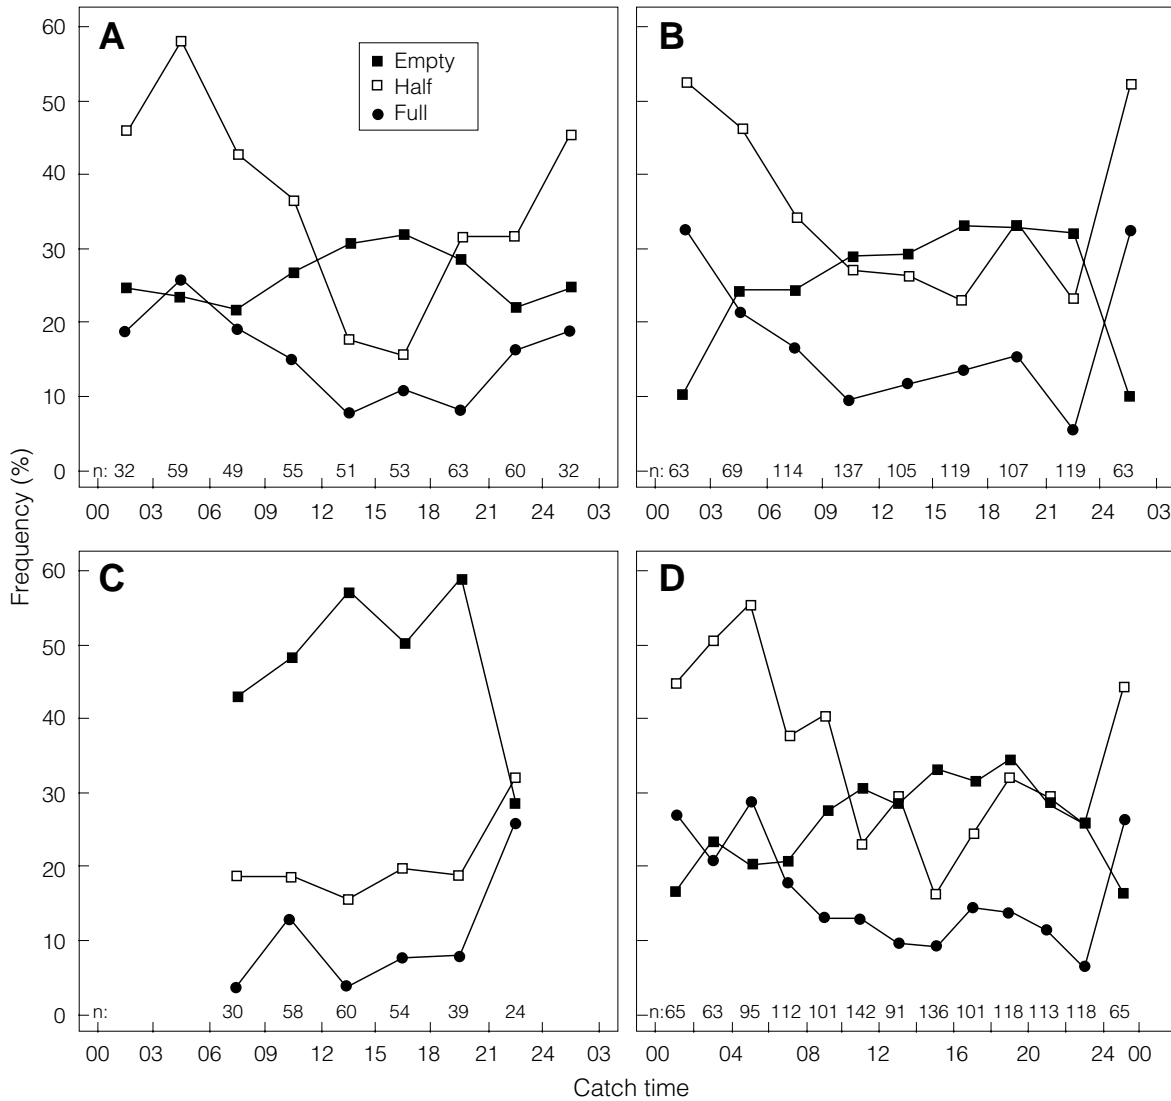 A
Empty
Half
Full
60
50
40
30
20
10
0
n: 32 59 49 55 51 53 63 60 32
00 03 06 09 12 15 18 21 24 03
B
n: 63 69 114 137 105 119 107 119 63
00 03 06 09 12 15 18 21 24 03
Frequency (%)
C
60
50
40
30
20
10
0
n: 30 58 60 54 39 24
00 03 06 09 12 15 18 21 24 03
D
n:65 63 95 112 101 142 91 136 101 118 113 118 65
00 04 08 12 16 20 24 00
Catch time